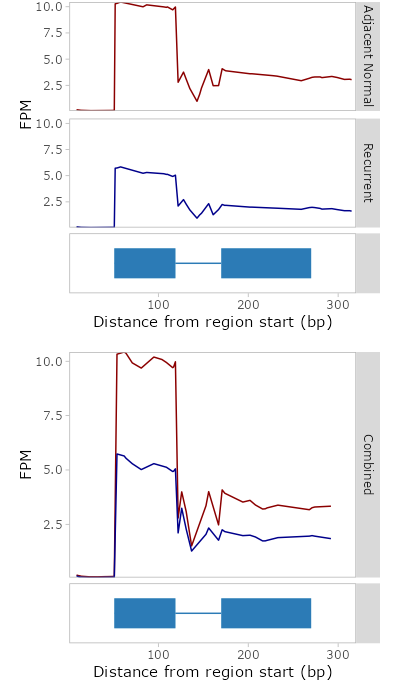 10.0
7.5
5.0
2.5
Adjacent Normal
FPM
10.0
7.5
5.0
2.5
Recurrent
100
200
300
Distance from region start (bp)
10.0
7.5
5.0
2.5
FPM
Combined
100
200
300
Distance from region start (bp)